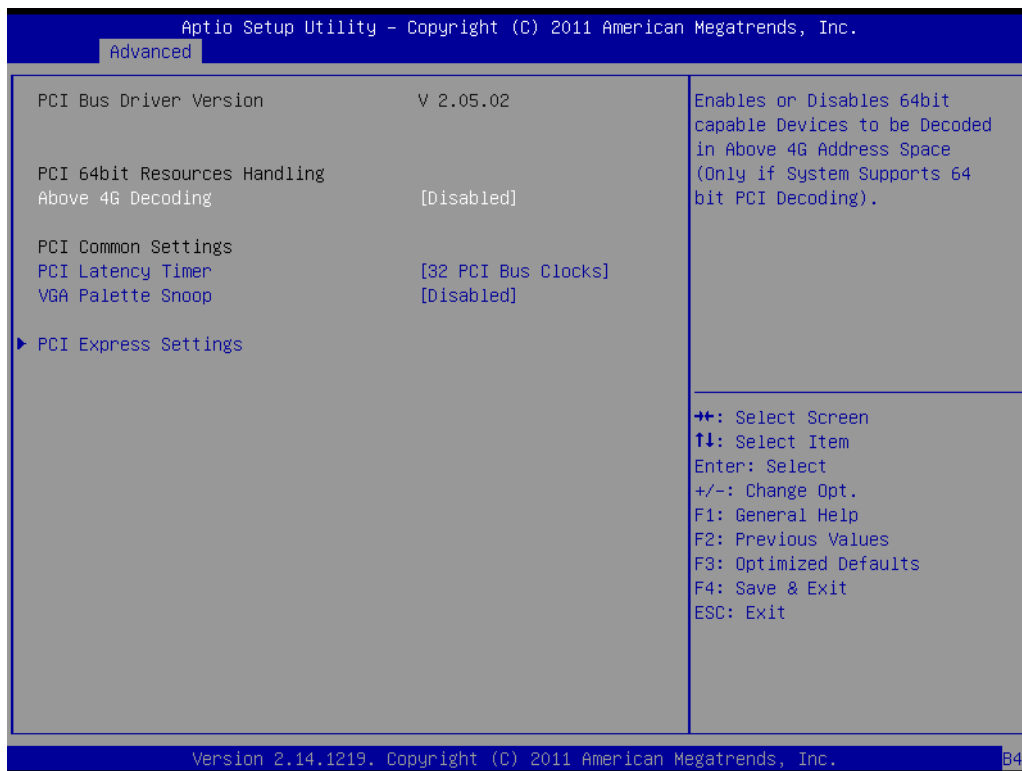 Aptio Setup Utility – Copyright (C) 2011 American Megatrends, Inc.
Advanced
PCI Bus Driver Version V 2.05.02
PCI 64bit Resources Handling
Above 4G Decoding [Disabled]
PCI Common Settings
PCI Latency Timer [32 PCI Bus Clocks]
VGA Palette Snoop [Disabled]
▶ PCI Express Settings
Enables or Disables 64bit
capable Devices to be Decoded
in Above 4G Address Space
(Only if System Supports 64
bit PCI Decoding).
→←: Select Screen
↑↓: Select Item
Enter: Select
+/-: Change Opt.
F1: General Help
F2: Previous Values
F3: Optimized Defaults
F4: Save & Exit
ESC: Exit
Version 2.14.1219. Copyright (C) 2011 American Megatrends, Inc.
B4